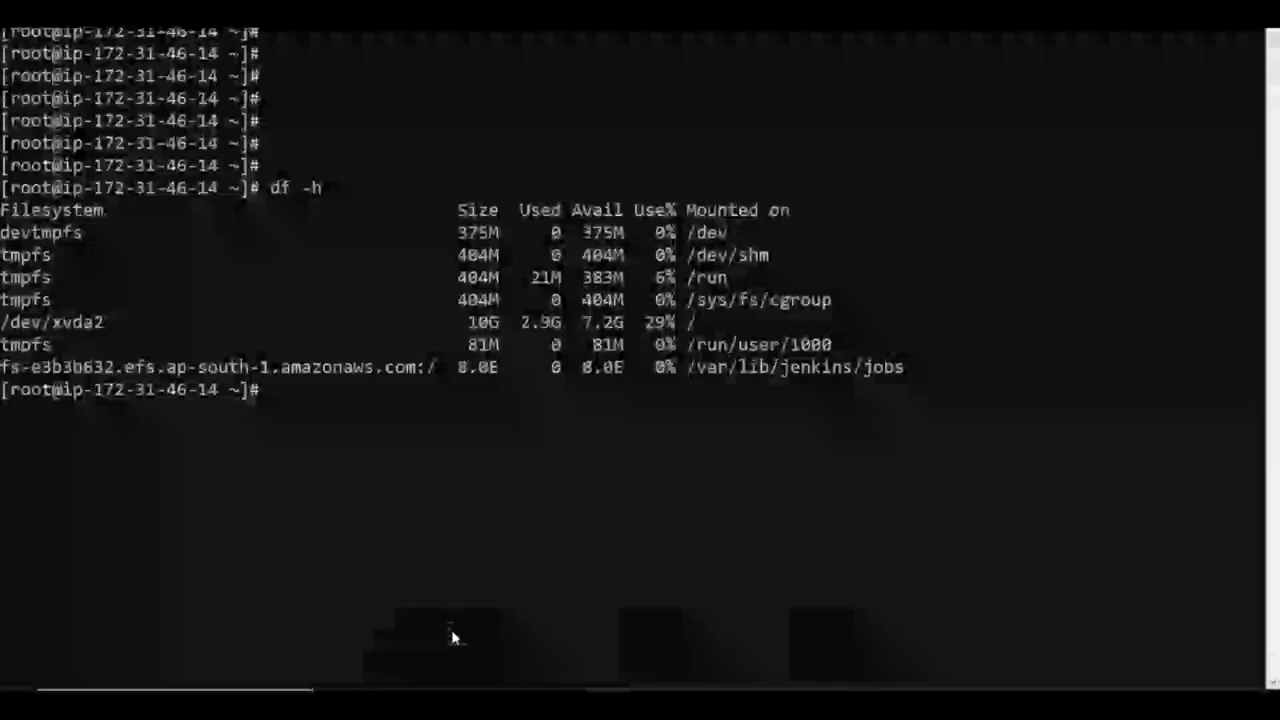 [root@ip-172-31-46-14 ~]#
[root@ip-172-31-46-14 ~]#
[root@ip-172-31-46-14 ~]#
[root@ip-172-31-46-14 ~]#
[root@ip-172-31-46-14 ~]#
[root@ip-172-31-46-14 ~]#
[root@ip-172-31-46-14 ~]#
[root@ip-172-31-46-14 ~]# df -h
Filesystem Size Used Avail Use% Mounted on
devtmpfs 375M 0 375M 0% /dev
tmpfs 404M 0 404M 0% /dev/shm
tmpfs 404M 21M 383M 6% /run
tmpfs 404M 0 404M 0% /sys/fs/cgroup
/dev/xvda2 10G 2.9G 7.2G 29% /
tmpfs 81M 0 81M 0% /run/user/1000
fs-e3b3b632.efs.ap-south-1.amazonaws.com:/ 8.0E 0 8.0E 0% /var/lib/jenkins/jobs
[root@ip-172-31-46-14 ~]#